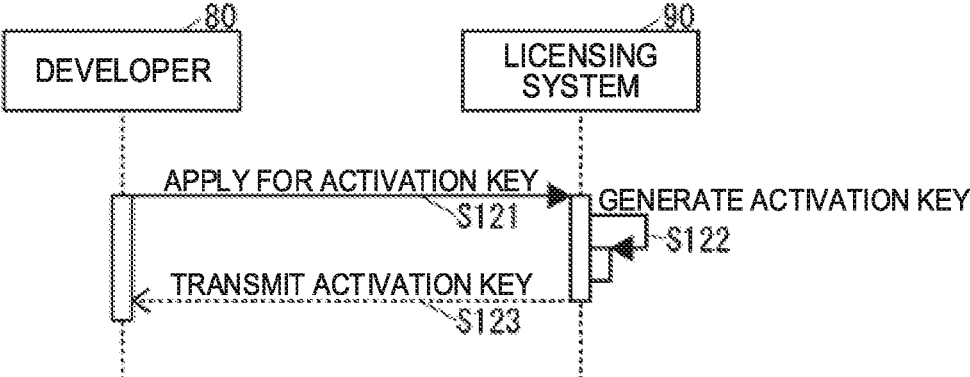 80
90
DEVELOPER
LICENSING
SYSTEM
APPLY FOR ACTIVATION KEY
S121
GENERATE ACTIVATION KEY
S122
TRANSMIT ACTIVATION KEY
S123